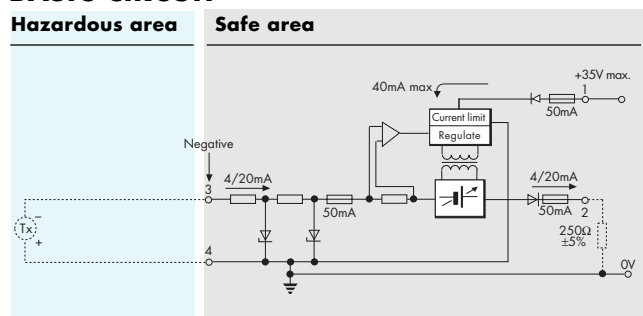 Hazardous area
Safe area
+35V max.
40mA max
1
Current limit
50mA
Regulate
Negative
4/20mA
4/20mA
3
50mA
50mA
2
Tx
–
+
250Ω
±5%
4
0V